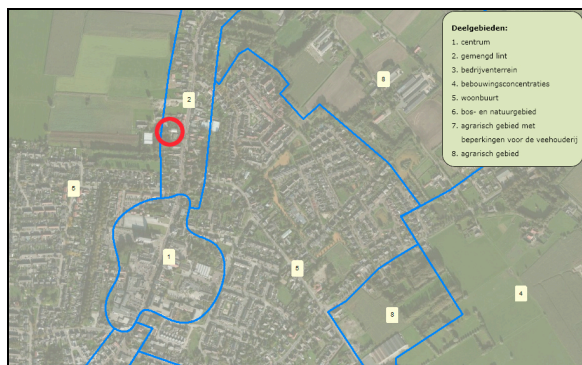 Deelgebieden:
1. centrum
2. gemengd lint
3. bedrijventerrein
4. bebouwingsconcentraties
5. woonbuurt
6. bos- en natuurgebied
7. agrarisch gebied met
beperkingen voor de veehouderij
8. agrarisch gebied
8
2
5
1
5
4
8